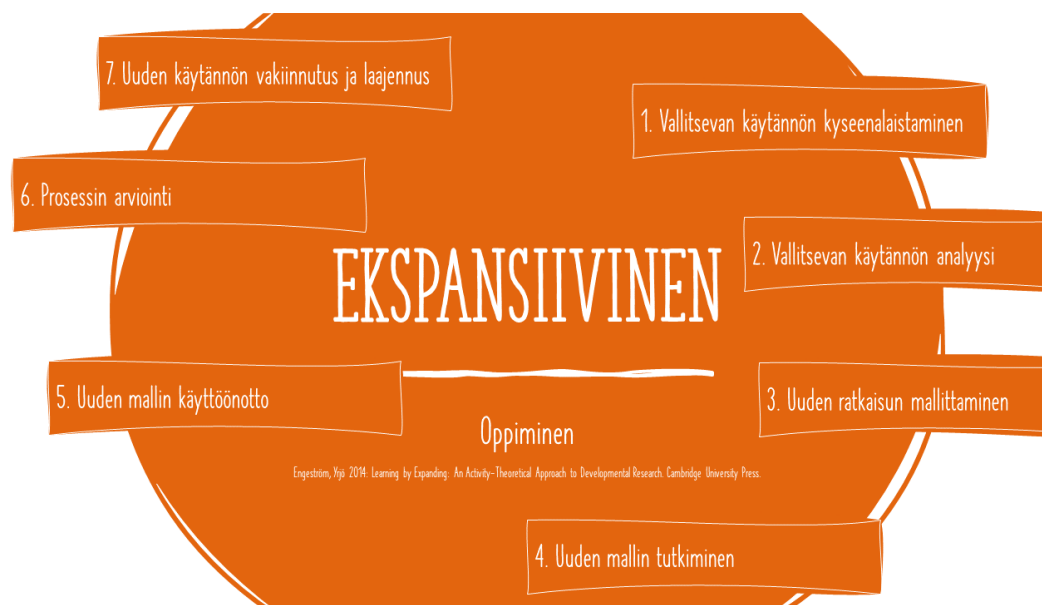 7. Uuden käytännön vakiinnutus ja laajennus
1. Vallitsevan käytännön kyseenalaistaminen
6. Prosessin arviointi
2. Vallitsevan käytännön analyysi
EKSPANSIIVINEN
5. Uuden mallin käyttöönotto
3. Uuden ratkaisun mallittaminen
Oppiminen
Engeström, Yrjö 2014. Learning by Expanding: An Activity-Theoretical Approach to Developmental Research. Cambridge University Press.
4. Uuden mallin tutkiminen